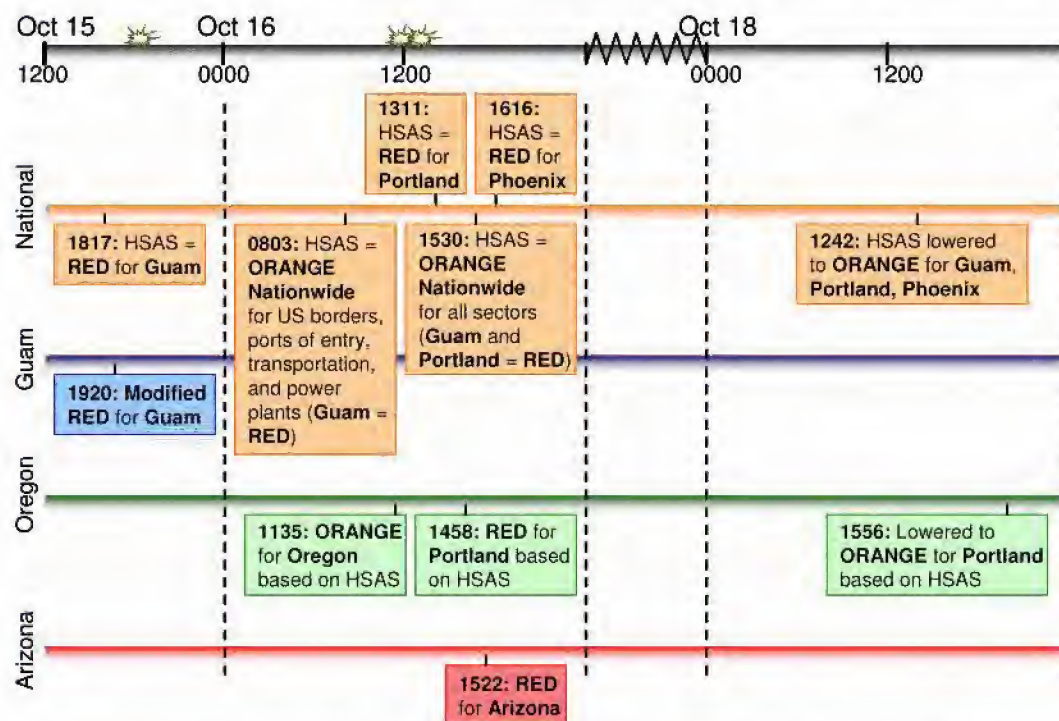 Oct 15
Oct 16
Oct 18
1200
0000
1200
0000
1200
National
1311:
HSAS =
RED for
Portland
1616:
HSAS =
RED for
Phoenix
1817: HSAS =
RED for Guam
0803: HSAS =
ORANGE
Nationwide
for US borders,
ports of entry,
transportation,
and power
plants (Guam =
RED)
1530: HSAS =
ORANGE
Nationwide
for all sectors
(Guam and
Portland = RED)
1242: HSAS lowered
to ORANGE for Guam,
Portland, Phoenix
Guam
1920: Modified
RED for Guam
Oregon
1135: ORANGE
for Oregon
based on HSAS
1458: RED for
Portland based
on HSAS
1556: Lowered to
ORANGE tor Portland
based on HSAS
Arizona
1522: RED
for Arizona